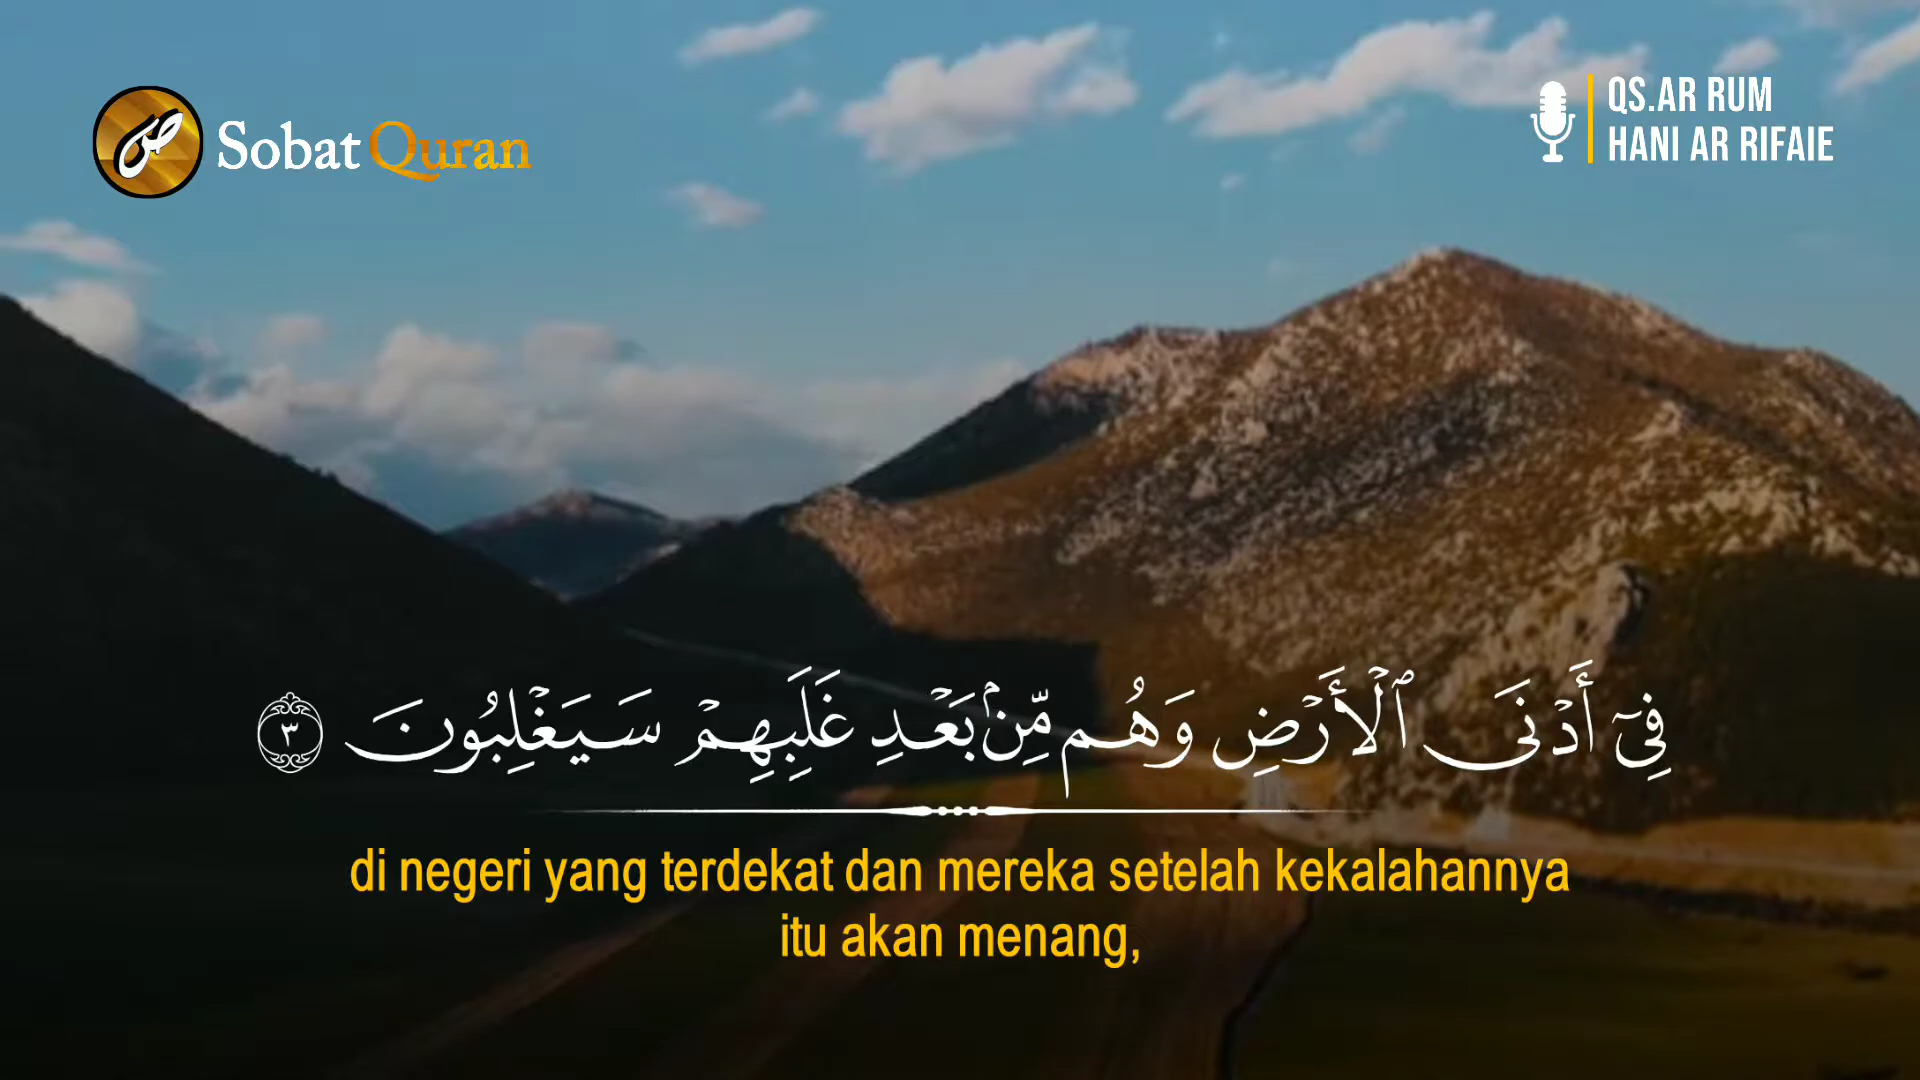 Sobat Quran
QS.AR RUM
HANI AR RIFAIE
فِىٓ أَدْنَى ٱلْأَرْضِ وَهُم مِّنۢ بَعْدِ غَلَبِهِمْ سَيَغْلِبُونَ ٣
di negeri yang terdekat dan mereka setelah kekalahannya
itu akan menang,